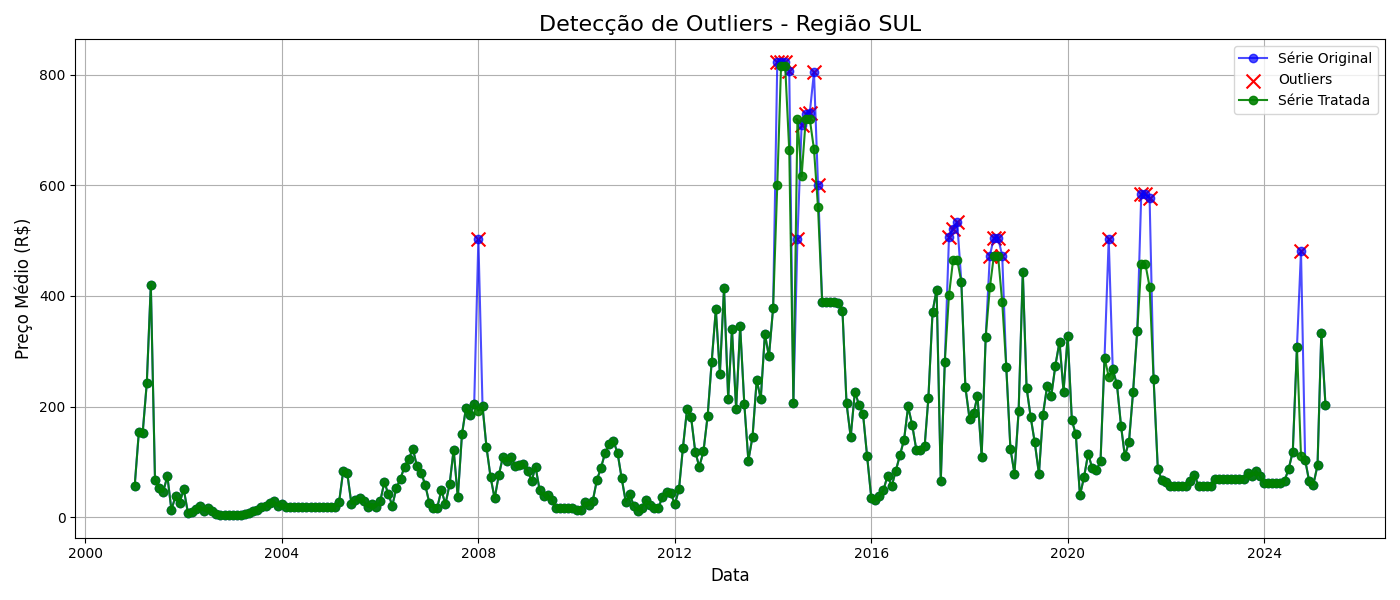 Detecção de Outliers - Região SUL
Série Original
Outliers
Série Tratada
Preço Médio (R$)
800
600
400
200
0
2000
2004
2008
2012
2016
2020
2024
Data